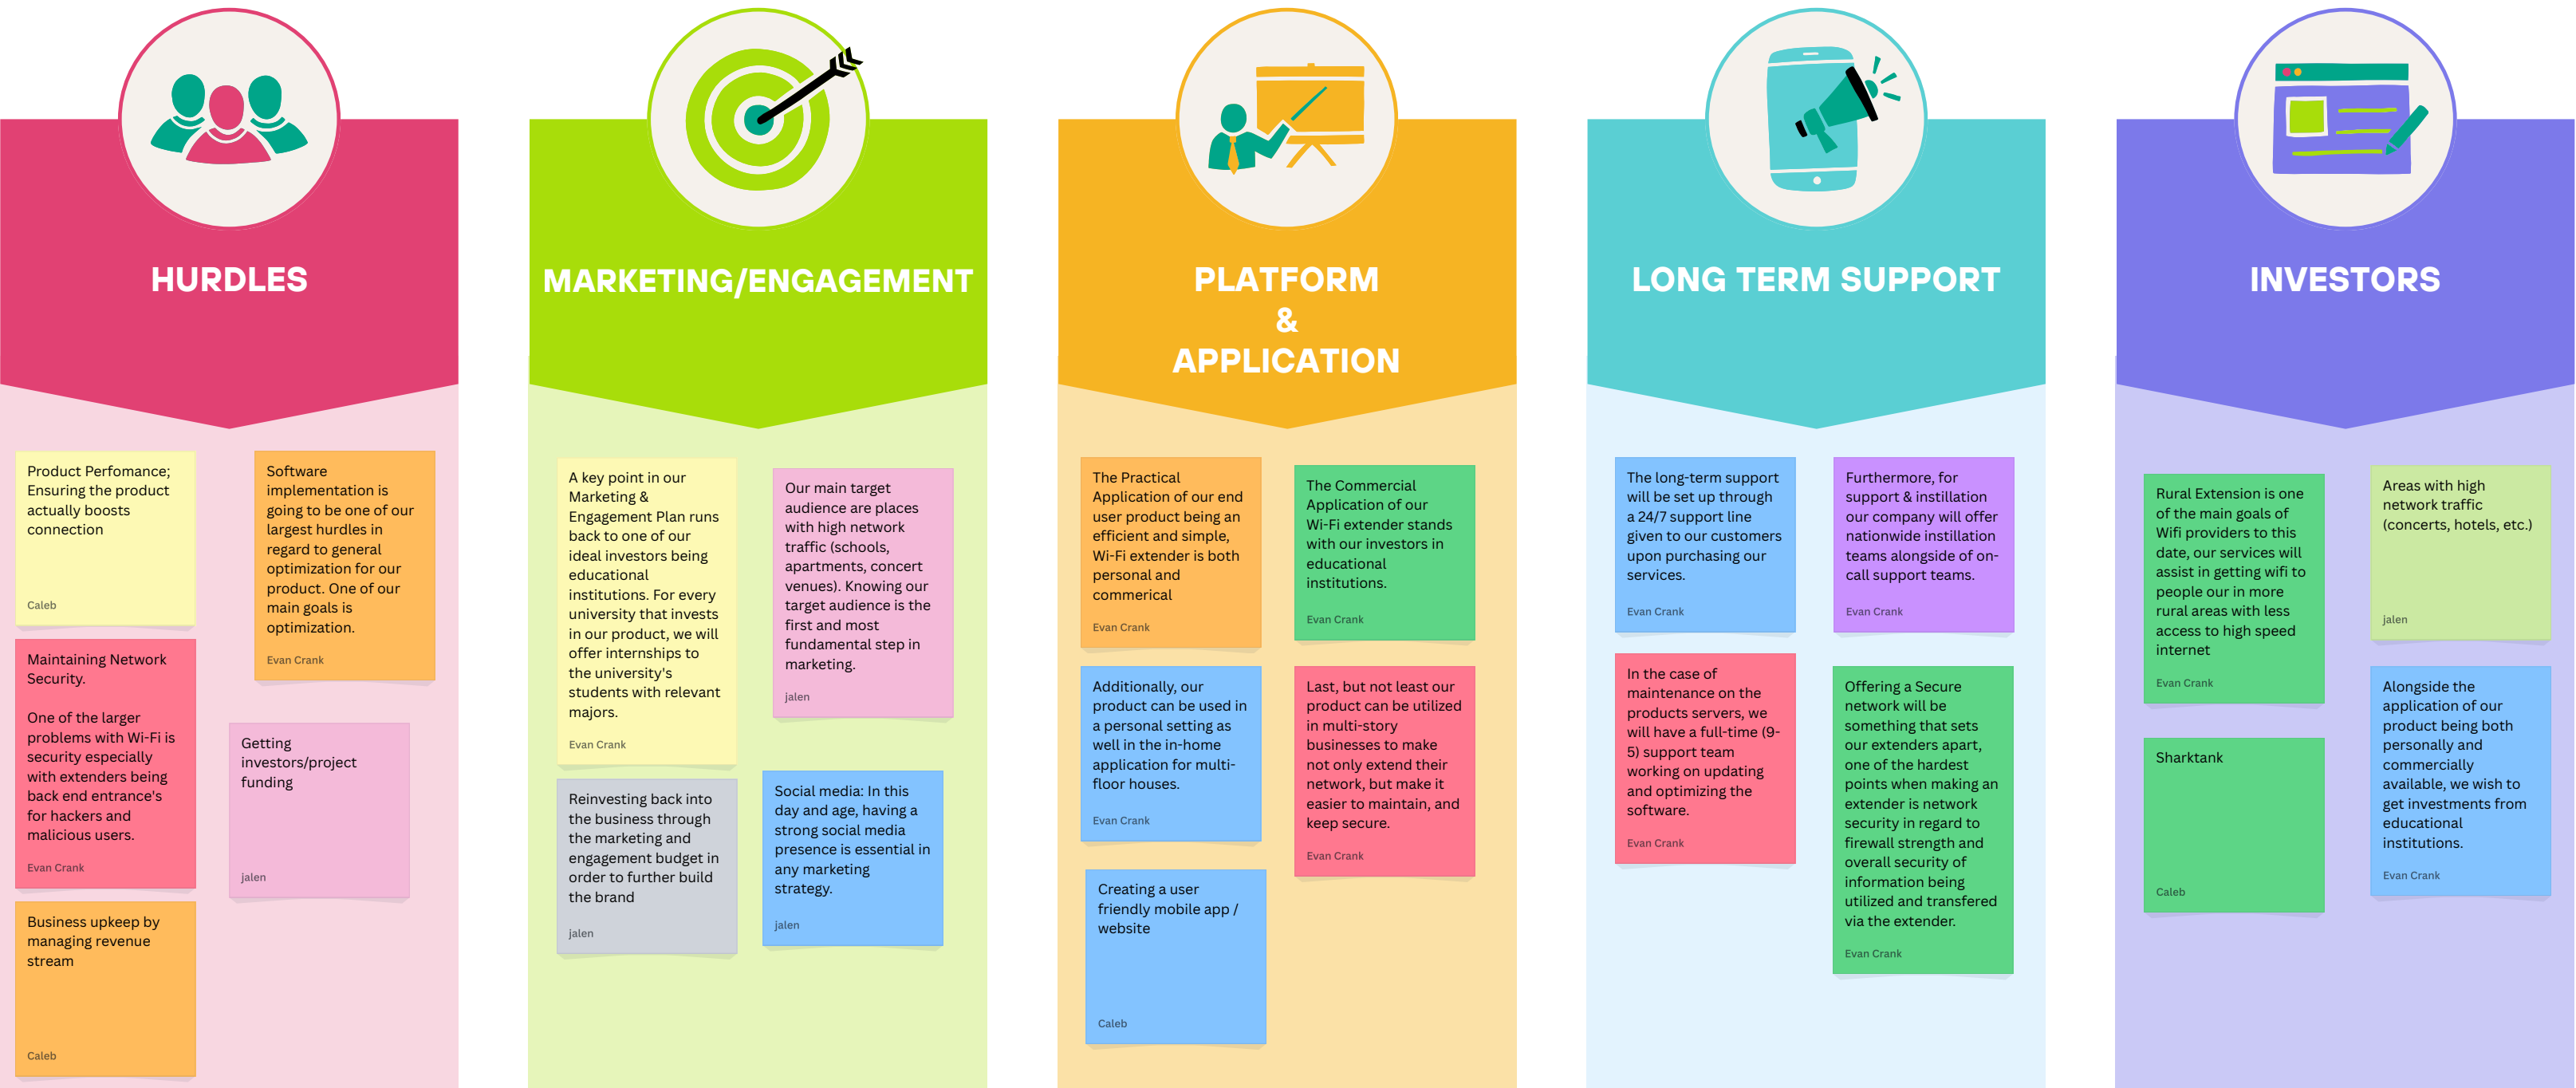 HURDLES
Product Perfomance;
Ensuring the product
actually boosts
connection
Caleb
Software
implementation is
going to be one of our
largest hurdles in
regard to general
optimization for our
product. One of our
main goals is
optimization.
Evan Crank
Maintaining Network
Security.
One of the larger
problems with Wi-Fi is
security especially
with extenders being
back end entrance's
for hackers and
malicious users.
Evan Crank
Getting
investors/project
funding
jalen
Business upkeep by
managing revenue
stream
Caleb
MARKETING/ENGAGEMENT
A key point in our
Marketing &
Engagement Plan runs
back to one of our
ideal investors being
educational
institutions. For every
university that invests
in our product, we will
offer internships to
the university's
students with relevant
majors.
Evan Crank
Our main target
audience are places
with high network
traffic (schools,
apartments, concert
venues). Knowing our
target audience is the
first and most
fundamental step in
marketing.
jalen
Reinvesting back into
the business through
the marketing and
engagement budget in
order to further build
the brand
jalen
Social media: In this
day and age, having a
strong social media
presence is essential in
any marketing
strategy.
jalen
PLATFORM
&
APPLICATION
The Practical
Application of our end
user product being an
efficient and simple,
Wi-Fi extender is both
personal and
commerical
Evan Crank
The Commercial
Application of our
Wi-Fi extender stands
with our investors in
educational
institutions.
Evan Crank
Additionally, our
product can be used in
a personal setting as
well in the in-home
application for multi-
floor houses.
Evan Crank
Last, but not least our
product can be utilized
in multi-story
businesses to make
not only extend their
network, but make it
easier to maintain, and
keep secure.
Evan Crank
Creating a user
friendly mobile app /
website
Caleb
LONG TERM SUPPORT
The long-term support
will be set up through
a 24/7 support line
given to our customers
upon purchasing our
services.
Evan Crank
Furthermore, for
support & instillation
our company will offer
nationwide instillation
teams alongside of on-
call support teams.
Evan Crank
In the case of
maintenance on the
products servers, we
will have a full-time (9-
5) support team
working on updating
and optimizing the
software.
Evan Crank
Offering a Secure
network will be
something that sets
our extenders apart,
one of the hardest
points when making an
extender is network
security in regard to
firewall strength and
overall security of
information being
utilized and transfered
via the extender.
Evan Crank
INVESTORS
Rural Extension is one
of the main goals of
Wifi providers to this
date, our services will
assist in getting wifi to
people our in more
rural areas with less
access to high speed
internet
Evan Crank
Areas with high
network traffic
(concerts, hotels, etc.)
jalen
Sharktank
Caleb
Alongside the
application of our
product being both
personally and
commercially
available, we wish to
get investments from
educational
institutions.
Evan Crank